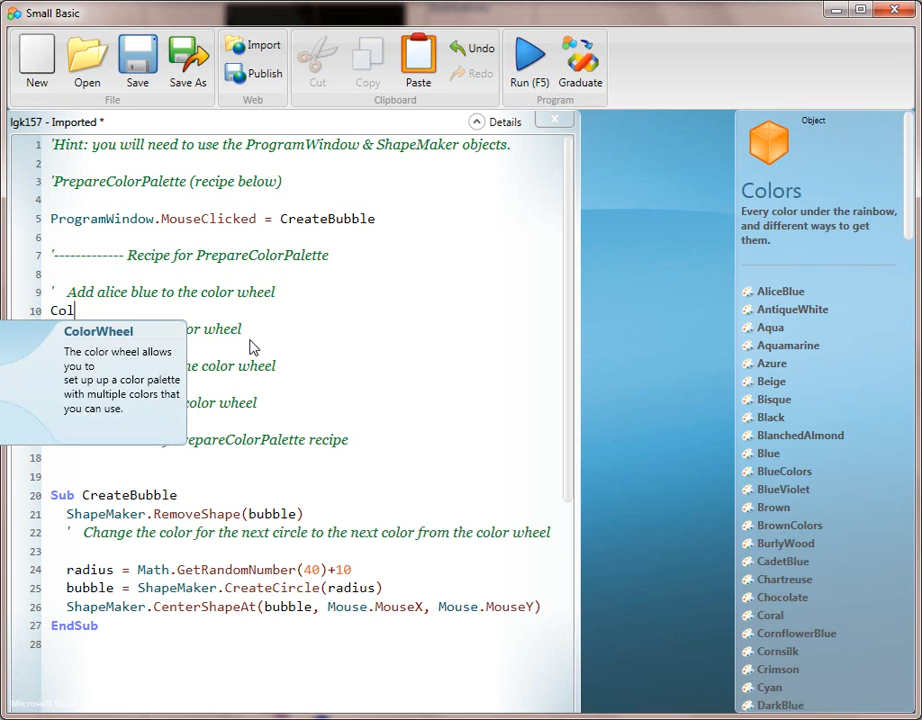 Small Basic
New
Open
Save
Save As
Import
Publish
Cut
Copy
Paste
Undo
Redo
Run (F5)
Graduate
File
Web
Clipboard
Program
lgk157 - Imported *
Details
1 'Hint: you will need to use the ProgramWindow & ShapeMaker objects.
2
3 'PrepareColorPalette (recipe below)
4
5 ProgramWindow.MouseClicked = CreateBubble
6
7 '------------- Recipe for PrepareColorPalette
8
9 '   Add alice blue to the color wheel
10 Col
or wheel
he color wheel
color wheel
repareColorPalette recipe
ColorWheel
The color wheel allows
you to
set up up a color palette
with multiple colors that
you can use.
18
19
20 Sub CreateBubble
21 ShapeMaker.RemoveShape(bubble)
22 '   Change the color for the next circle to the next color from the color wheel
23
24 radius = Math.GetRandomNumber(40)+10
25 bubble = ShapeMaker.CreateCircle(radius)
26 ShapeMaker.CenterShapeAt(bubble, Mouse.MouseX, Mouse.MouseY)
27 EndSub
28
Object
Colors
Every color under the rainbow,
and different ways to get
them.
AliceBlue
AntiqueWhite
Aqua
Aquamarine
Azure
Beige
Bisque
Black
BlanchedAlmond
Blue
BlueColors
BlueViolet
Brown
BrownColors
BurlyWood
CadetBlue
Chartreuse
Chocolate
Coral
CornflowerBlue
Cornsilk
Crimson
Cyan
DarkBlue